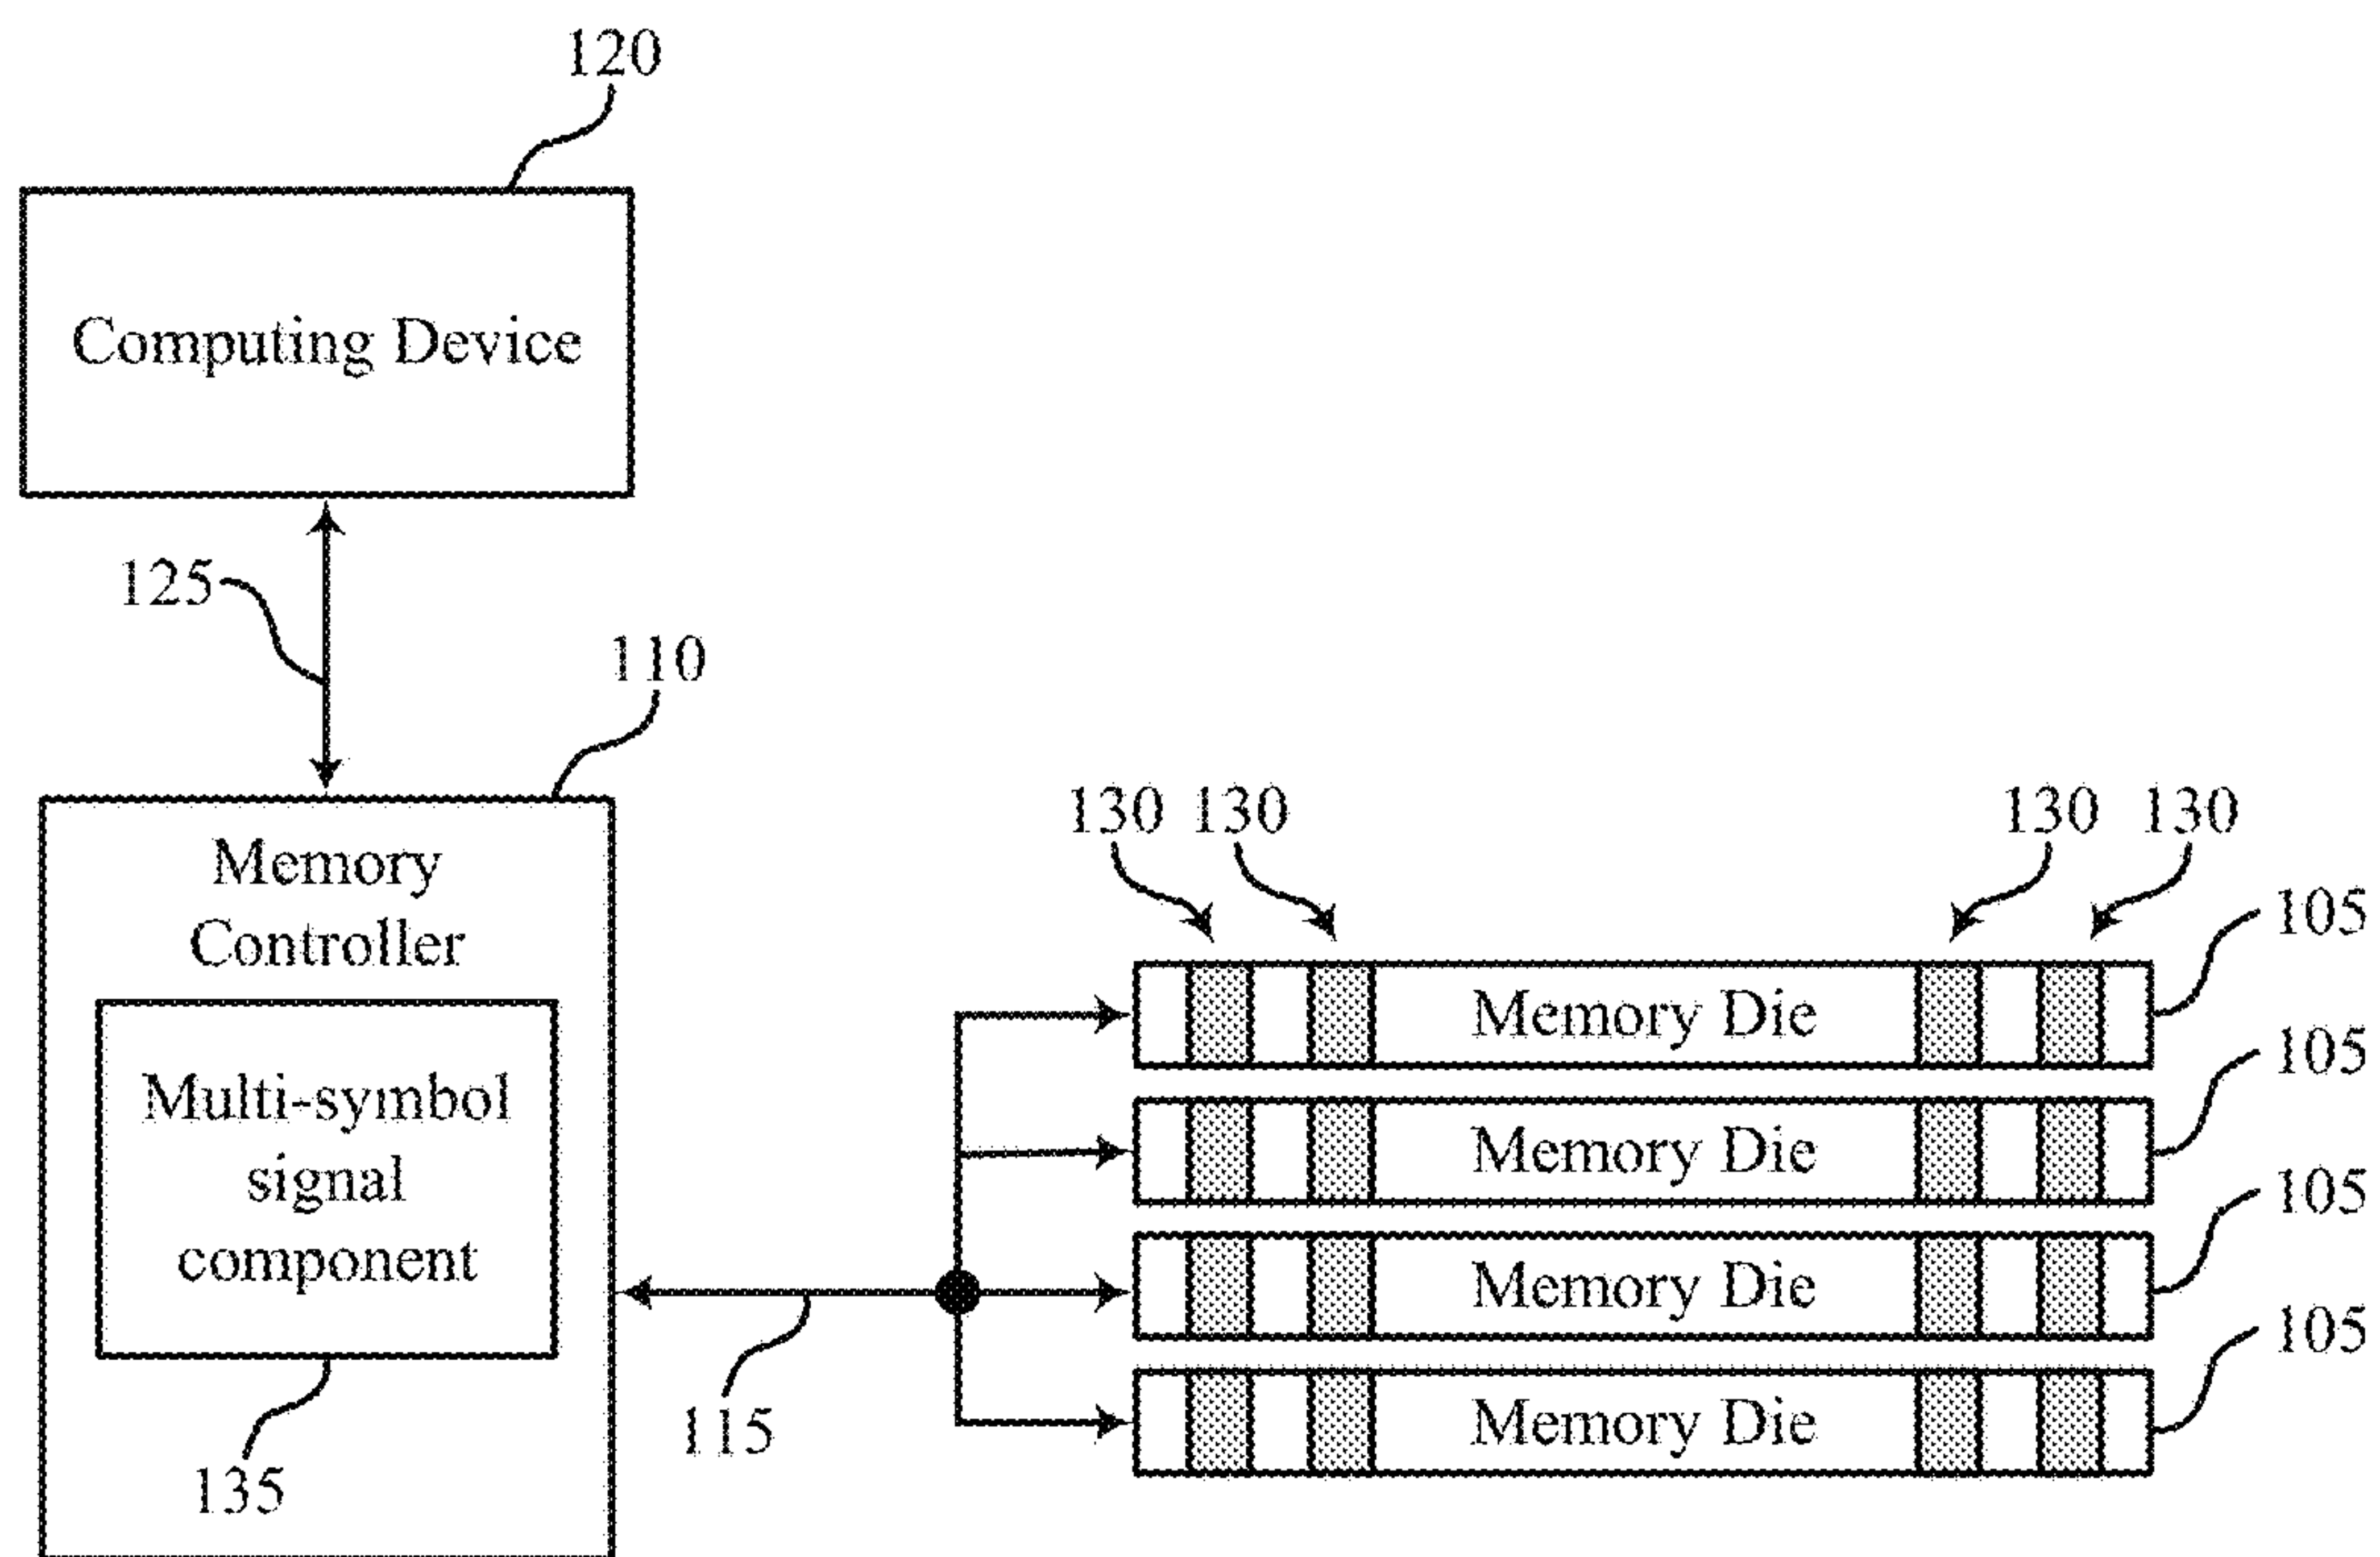 120
Computing Device
125
110
Memory
Controller
130 130 130 130
105
Memory Die
105
Multi-symbol
Memory Die
signal
105
component
Memory Die
105
Memory Die
115
135